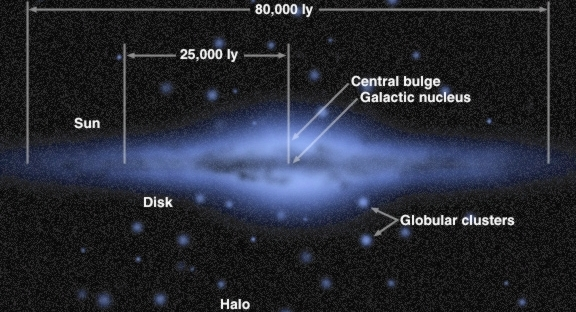 80,000 ly
25,000 ly
Central bulge
Galactic nucleus
Sun
Disk
Globular clusters
Halo